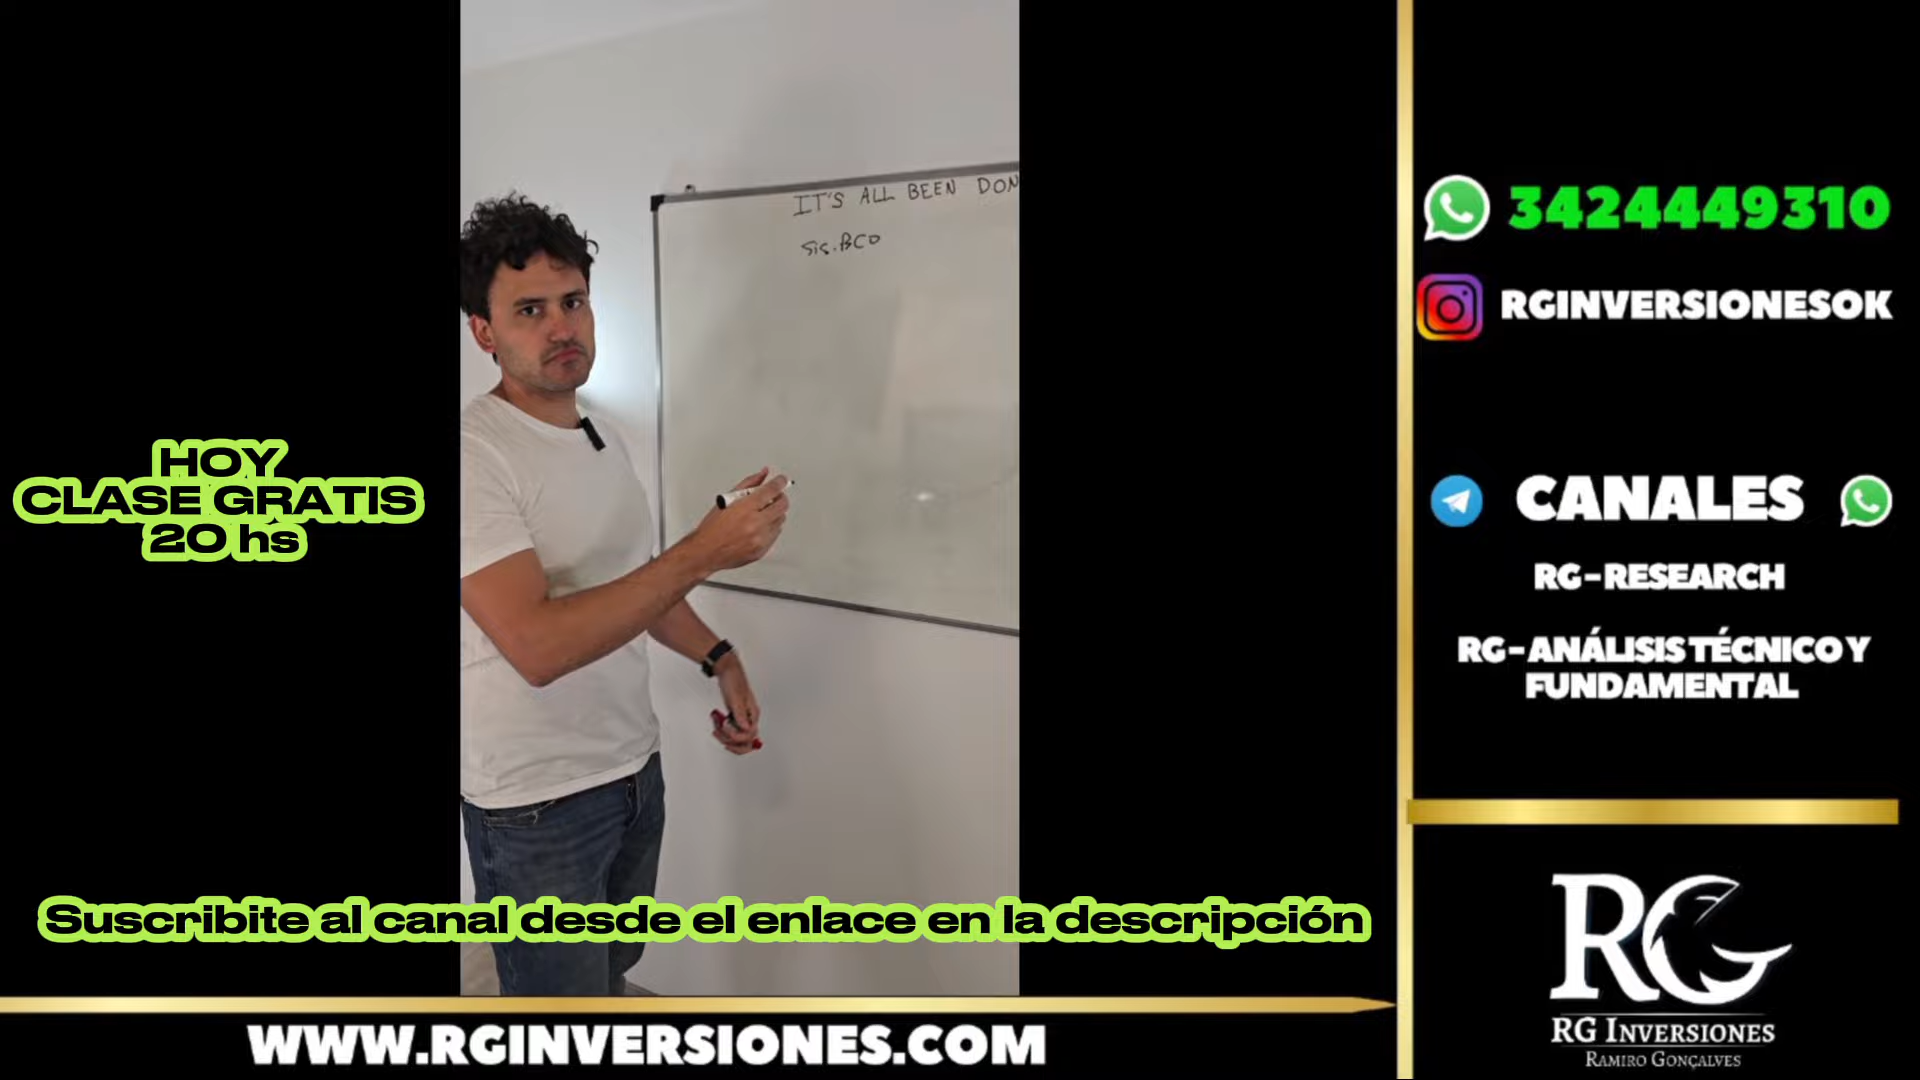 IT'S ALL BEEN DON
SIS.BCO
HOY
CLASE GRATIS
20 hs
Suscribite al canal desde el enlace en la descripción
WWW.RGINVERSIONES.COM
3424449310
RGINVERSIONESOK
CANALES
RG-RESEARCH
RG-ANÁLISIS TÉCNICO Y
FUNDAMENTAL
RG
RG INVERSIONES
RAMIRO GONÇALVES